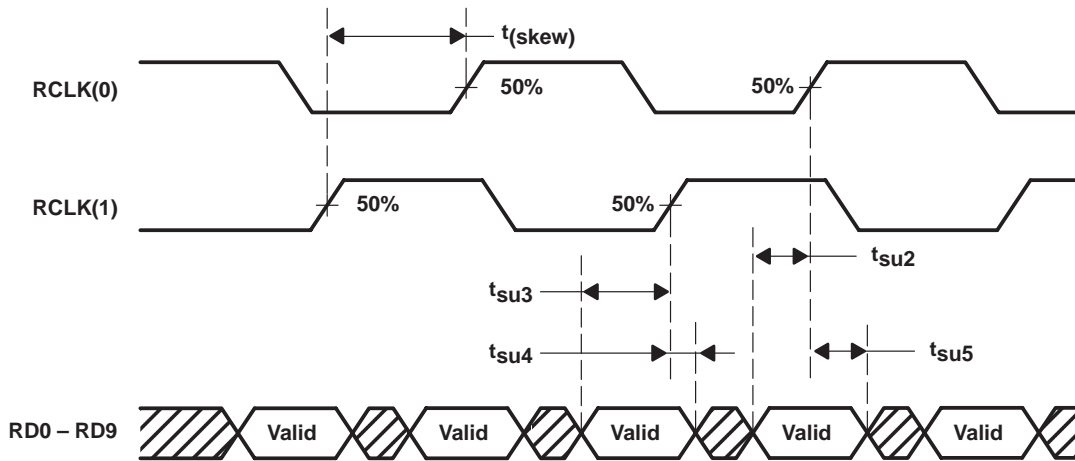 t(skew)
RCLK(0)
50%
50%
RCLK(1)
50%
50%
tsu2
tsu3
tsu4
tsu5
RD0 – RD9
Valid
Valid
Valid
Valid
Valid